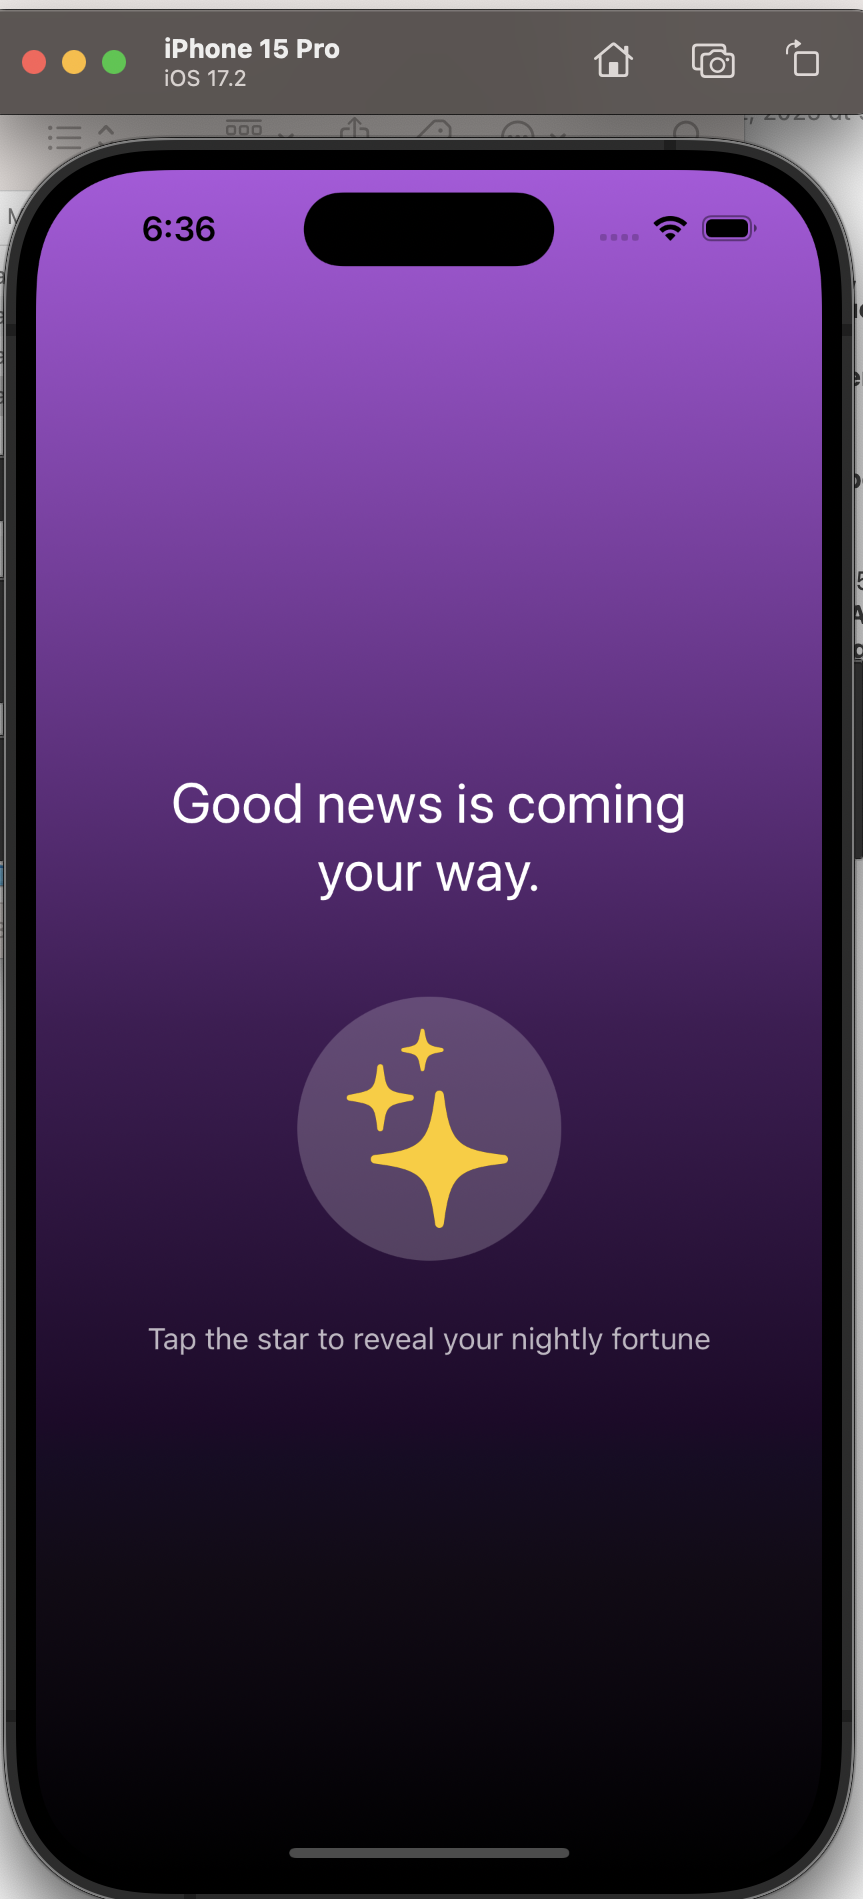 iPhone 15 Pro
iOS 17.2
6:36
Good news is coming
your way.
Tap the star to reveal your nightly fortune